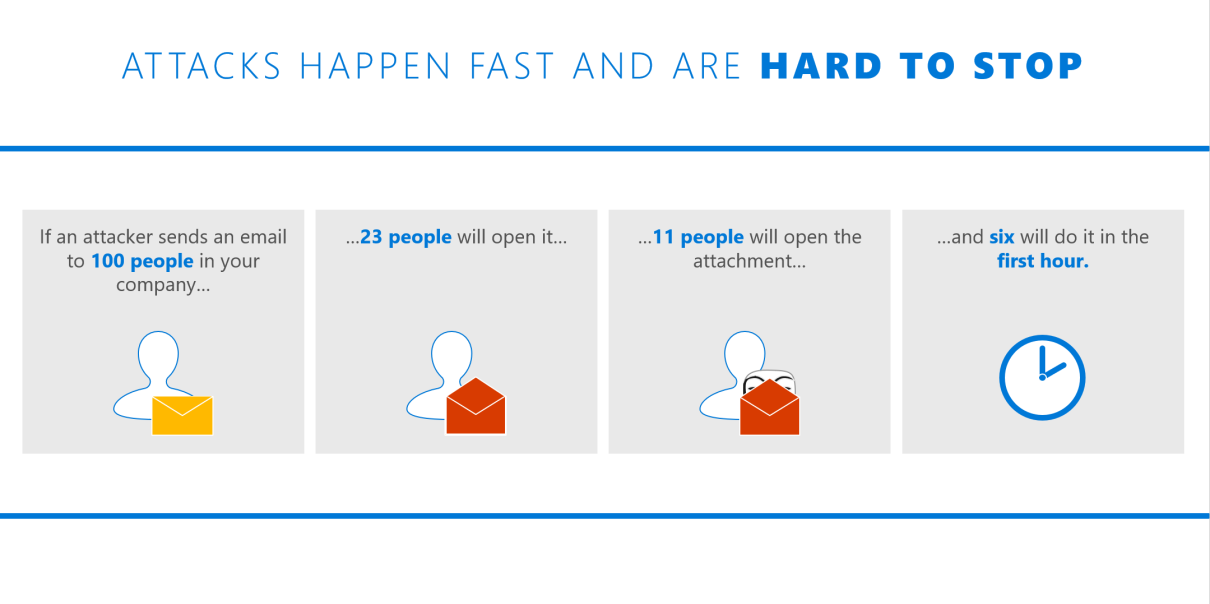 ATTACKS HAPPEN FAST AND ARE HARD TO STOP
If an attacker sends an email
to 100 people in your
company...
...23 people will open it...
...11 people will open the
attachment...
...and six will do it in the
first hour.